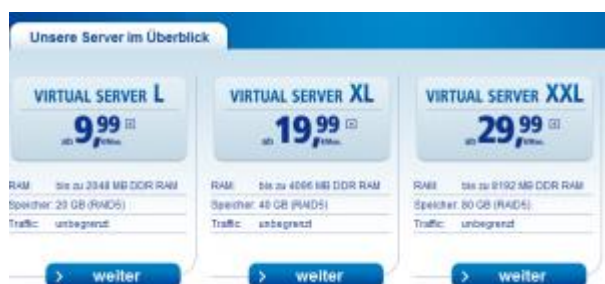 Unsere Server im Überblick
VIRTUAL SERVER L
ab 9,99
RAM: bis zu 2048 MB DDR RAM
Speicher: 20 GB (RAID5)
Traffic: unbegrenzt
> weiter
VIRTUAL SERVER XL
ab 19,99
RAM: bis zu 4096 MB DDR RAM
Speicher: 40 GB (RAID5)
Traffic: unbegrenzt
> weiter
VIRTUAL SERVER XXL
ab 29,99
RAM: bis zu 8192 MB DDR RAM
Speicher: 80 GB (RAID5)
Traffic: unbegrenzt
> weiter